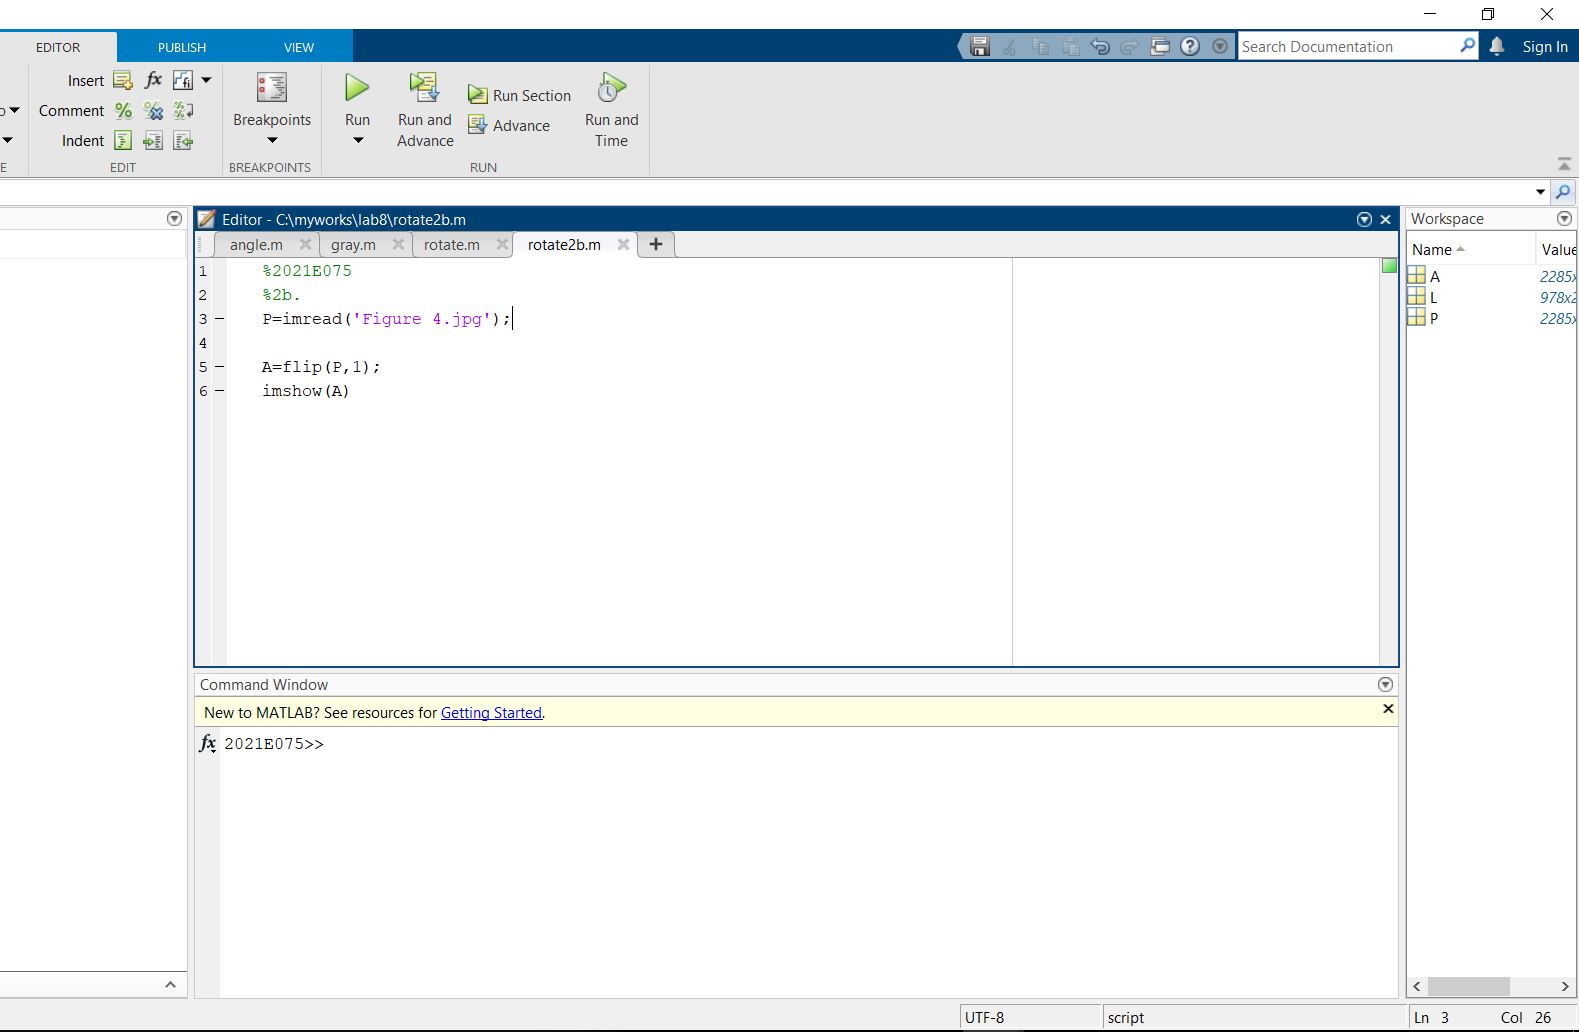 EDITOR PUBLISH VIEW
Search Documentation Sign In
Insert fx fi
Comment
Indent
EDIT
Breakpoints
BREAKPOINTS
Run
Run and Advance
Run Section
Advance
Run and Time
RUN
Editor - C:\myworks\lab8\rotate2b.m
angle.m gray.m rotate.m rotate2b.m +
1 %2021E075
2 %2b.
3 – P=imread('Figure 4.jpg');
4
5 – A=flip(P,1);
6 – imshow(A)
Command Window
New to MATLAB? See resources for Getting Started.
fx 2021E075>>
Workspace
Name Value
A 2285x
L 978x2
P 2285x
UTF-8 script Ln 3 Col 26